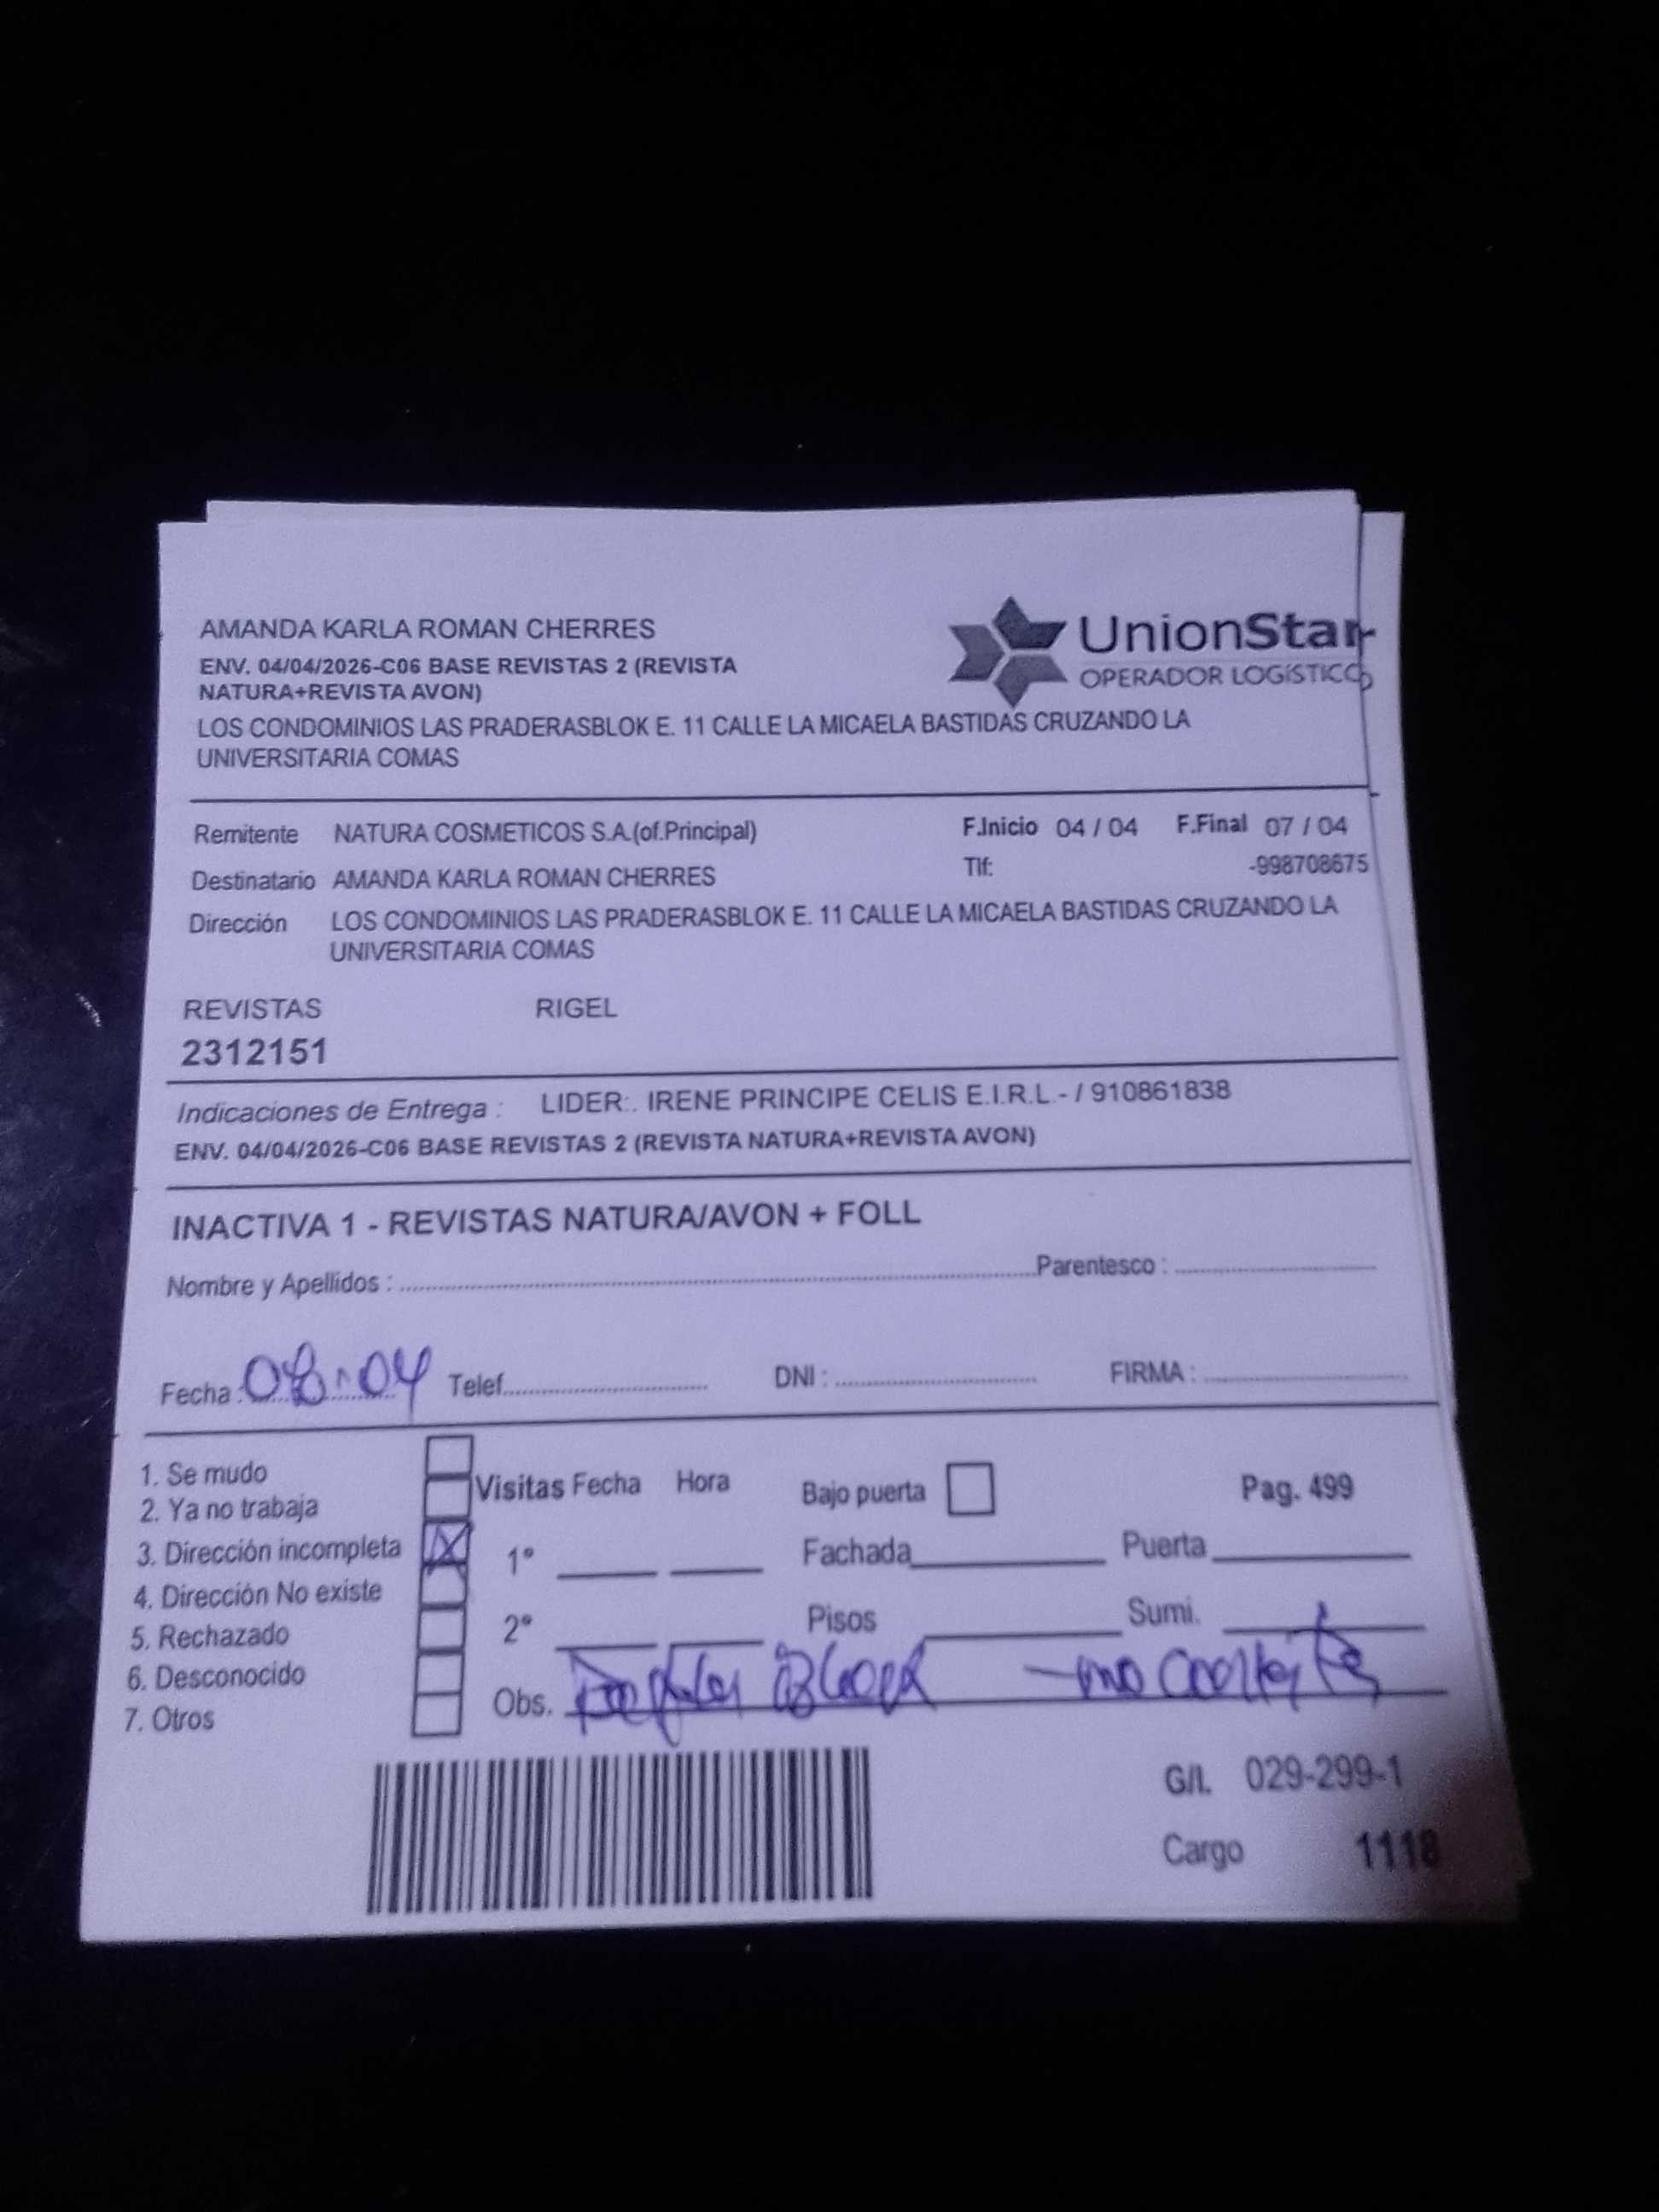 AMANDA KARLA ROMAN CHERRES
ENV. 04/04/2026-C06 BASE REVISTAS 2 (REVISTA
NATURA+REVISTA AVON)
LOS CONDOMINIOS LAS PRADERASBLOK E. 11 CALLE LA MICAELA BASTIDAS CRUZANDO LA
UNIVERSITARIA COMAS
UnionStar
OPERADOR LOGÍSTICO
Remitente NATURA COSMETICOS S.A.(of.Principal) F.Inicio 04 / 04 F.Final 07 / 04
Destinatario AMANDA KARLA ROMAN CHERRES Tlf: -998708675
Dirección LOS CONDOMINIOS LAS PRADERASBLOK E. 11 CALLE LA MICAELA BASTIDAS CRUZANDO LA
UNIVERSITARIA COMAS
REVISTAS RIGEL
2312151
Indicaciones de Entrega : LIDER:. IRENE PRINCIPE CELIS E.I.R.L.- / 910861838
ENV. 04/04/2026-C06 BASE REVISTAS 2 (REVISTA NATURA+REVISTA AVON)
INACTIVA 1 - REVISTAS NATURA/AVON + FOLL
Nombre y Apellidos : Parentesco :
Fecha : 08-04 Telef. DNI : FIRMA :
1. Se mudo
2. Ya no trabaja
3. Dirección incompleta
4. Dirección No existe
5. Rechazado
6. Desconocido
7. Otros
Visitas Fecha Hora Bajo puerta Pag. 499
1° Fachada Puerta
2° Pisos Sumi.
Obs. no
G/I. 029-299-1
Cargo 1118